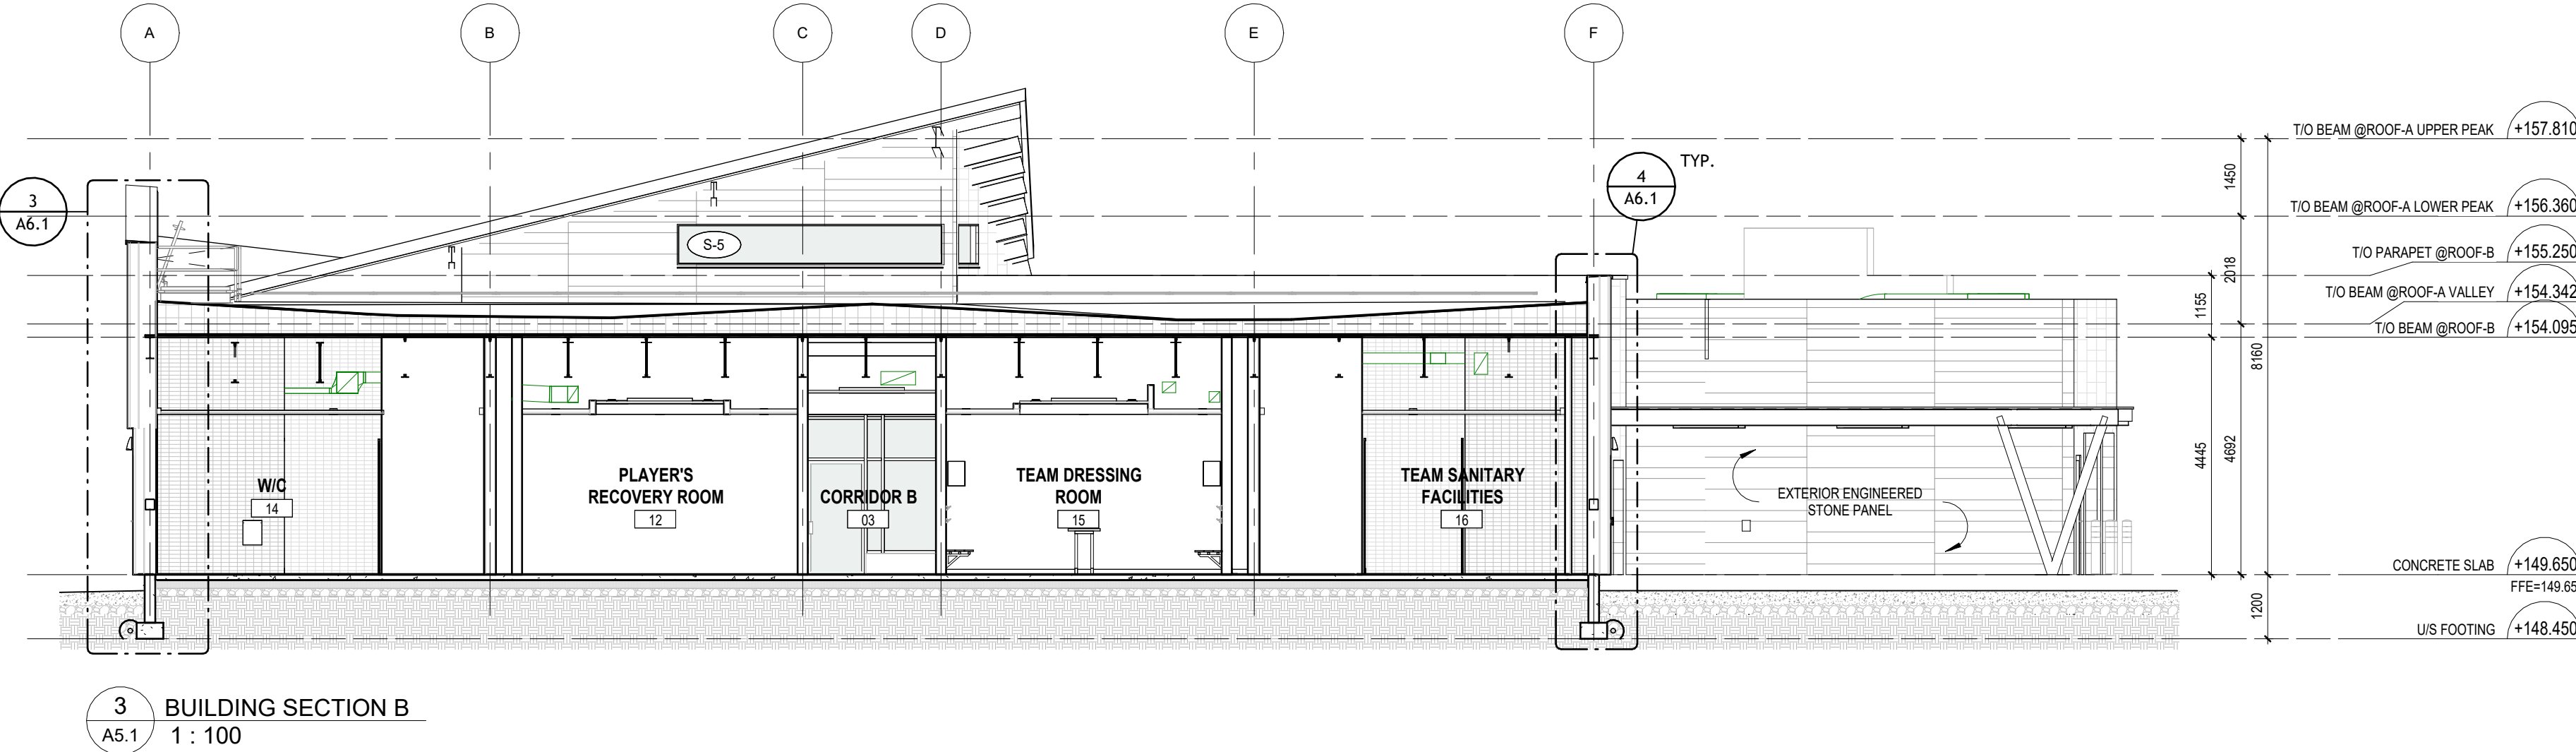 A
B
C
D
E
F
T/O BEAM @ROOF-A UPPER PEAK +157.810
3
A6.1
4
A6.1
TYP.
1450
T/O BEAM @ROOF-A LOWER PEAK +156.360
S-5
T/O PARAPET @ROOF-B +155.250
2018
1155
T/O BEAM @ROOF-A VALLEY +154.342
T/O BEAM @ROOF-B +154.095
8160
4445
4692
W/C
14
PLAYER'S
RECOVERY ROOM
12
CORRIDOR B
03
TEAM DRESSING
ROOM
15
TEAM SANITARY
FACILITIES
16
EXTERIOR ENGINEERED
STONE PANEL
CONCRETE SLAB +149.650
FFE=149.65
1200
U/S FOOTING +148.450
3
A5.1
BUILDING SECTION B
1 : 100